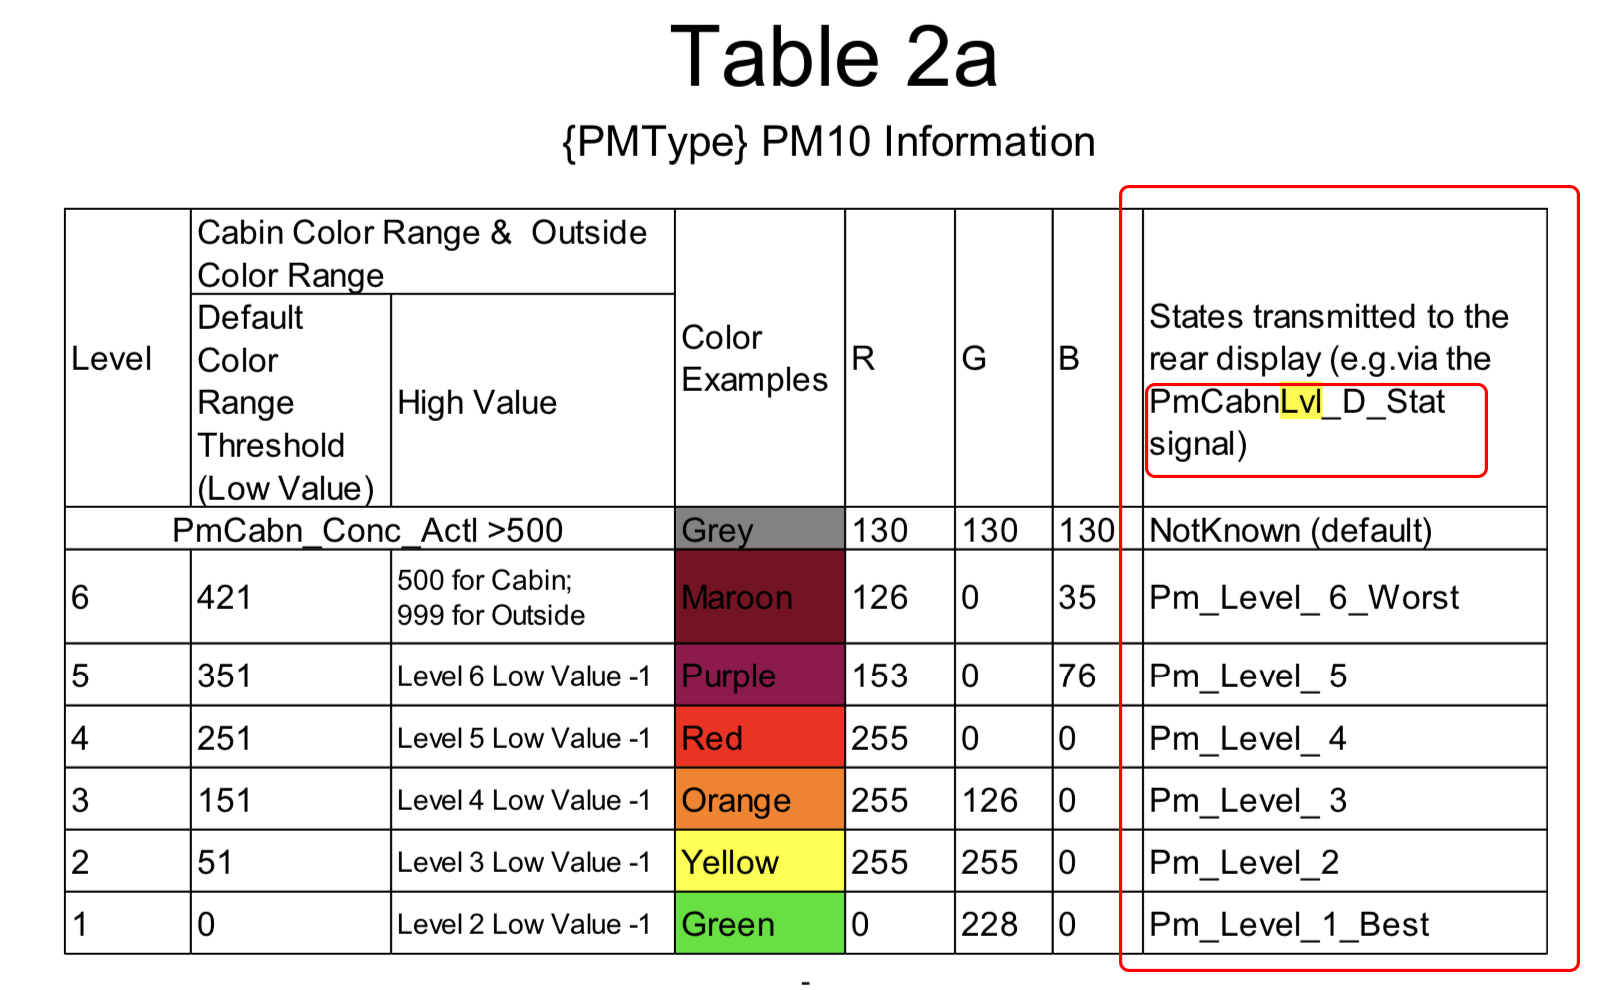 Table 2a
{PMType} PM10 Information
Level
Cabin Color Range & Outside
Color Range
Default
Color
Range
Threshold
(Low Value)
High Value
Color
Examples
R
G
B
States transmitted to the
rear display (e.g.via the
PmCabnLvl_D_Stat
signal)
PmCabn_Conc_Actl >500 Grey 130 130 130 NotKnown (default)
6 421
500 for Cabin;
999 for Outside
Maroon 126 0 35 Pm_Level_ 6_Worst
5 351 Level 6 Low Value -1 Purple 153 0 76 Pm_Level_ 5
4 251 Level 5 Low Value -1 Red 255 0 0 Pm_Level_ 4
3 151 Level 4 Low Value -1 Orange 255 126 0 Pm_Level_ 3
2 51 Level 3 Low Value -1 Yellow 255 255 0 Pm_Level_2
1 0 Level 2 Low Value -1 Green 0 228 0 Pm_Level_1_Best
-